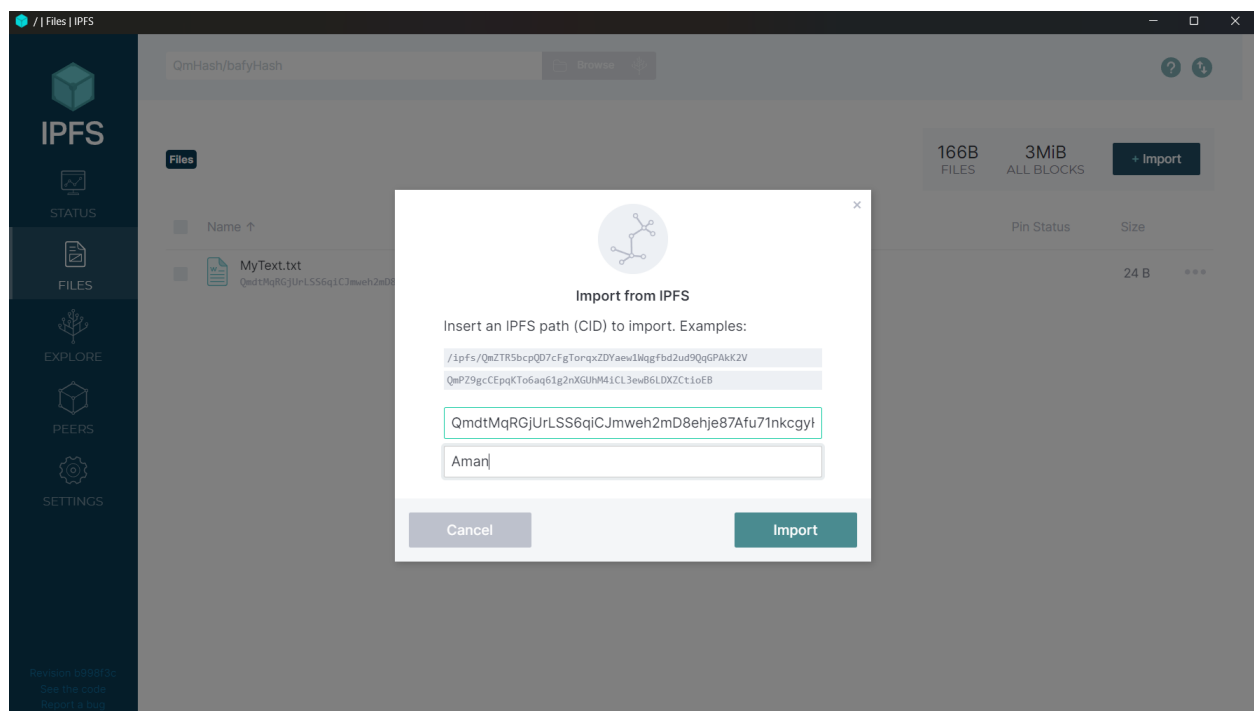 / | Files | IPFS
QmHash/bafyHash
Browse
IPFS
STATUS
FILES
EXPLORE
PEERS
SETTINGS
Revision b998f3c
See the code
Report a bug
Files
166B
FILES
3MiB
ALL BLOCKS
+ Import
Name ↑
Pin Status
Size
MyText.txt
QmdtMqRGjUrLSS6qiCJmweh2mD8
24 B
Import from IPFS
Insert an IPFS path (CID) to import. Examples:
/ipfs/QmZTR5bcpQD7cFgTorqxZDYaew1Wqgfbd2ud9QqGPAkK2V
QmPZ9gcCEpqKTo6aq61g2nXGUhM4iCL3ewB6LDXZCtioEB
QmdtMqRGjUrLSS6qiCJmweh2mD8ehje87Afu71nkcgy
Aman
Cancel
Import